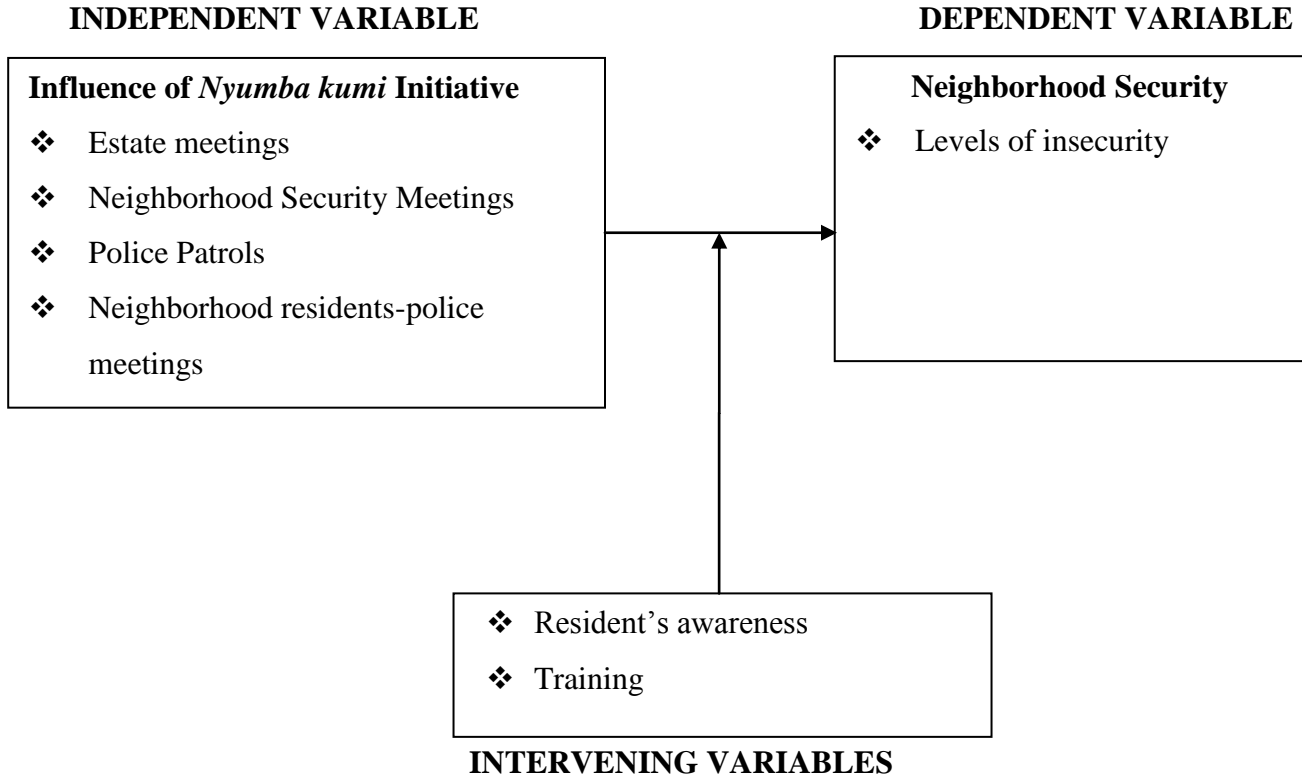 INDEPENDENT VARIABLE
Influence of Nyumba kumi Initiative
❖ Estate meetings
❖ Neighborhood Security Meetings
❖ Police Patrols
❖ Neighborhood residents-police
meetings
DEPENDENT VARIABLE
Neighborhood Security
❖ Levels of insecurity
❖ Resident’s awareness
❖ Training
INTERVENING VARIABLES